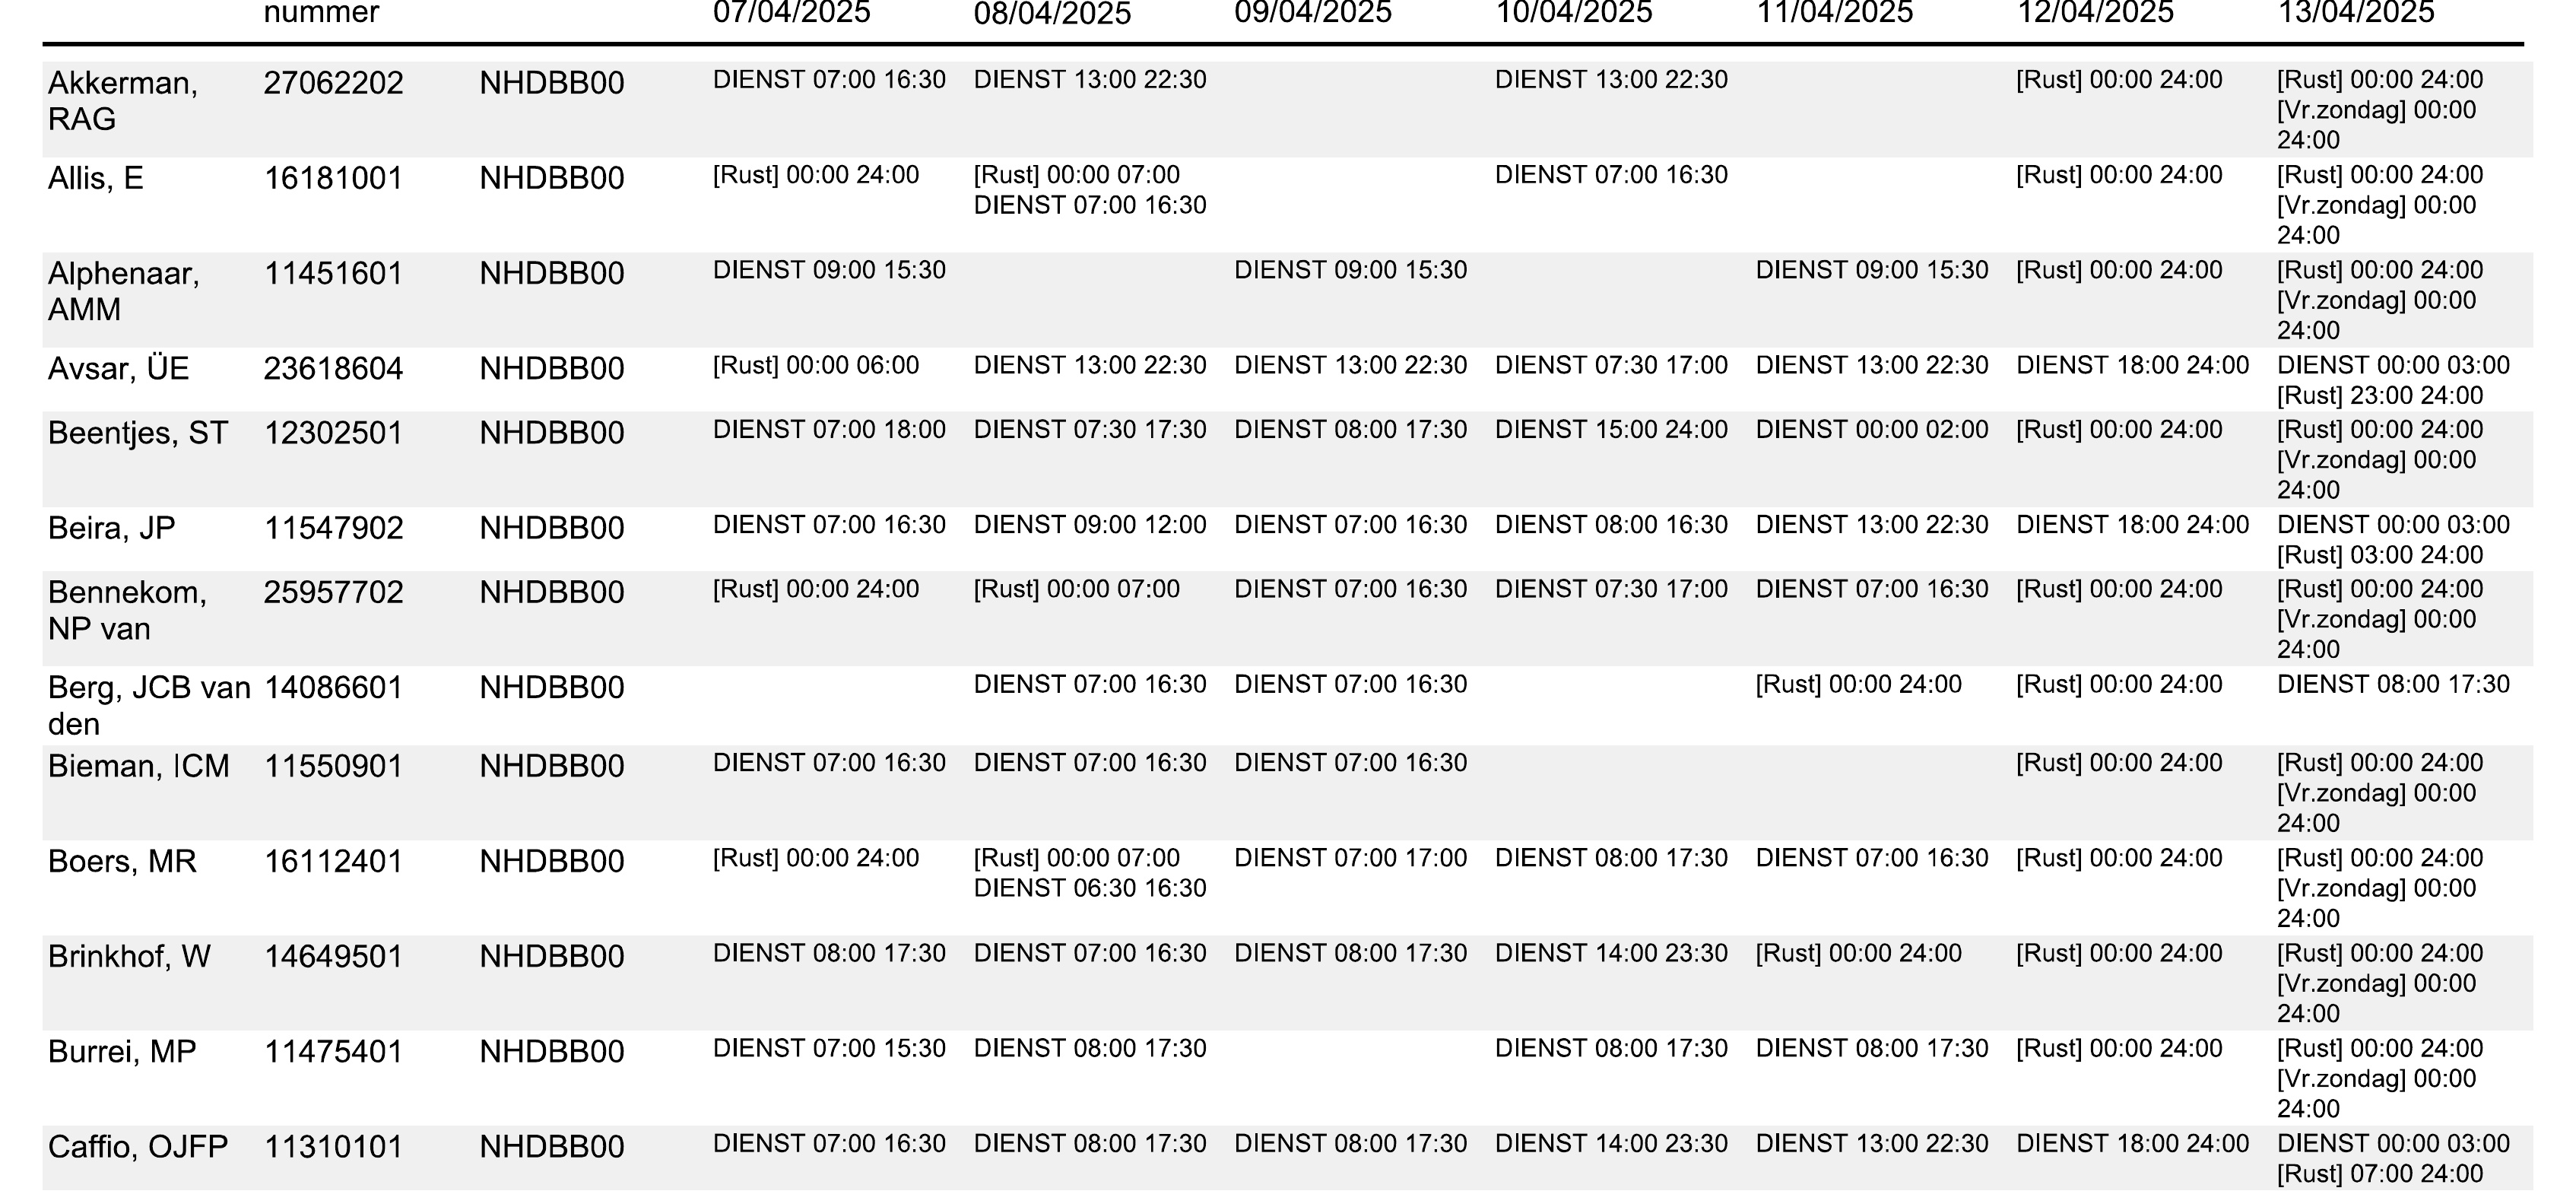 nummer 07/04/2025 08/04/2025 09/04/2025 10/04/2025 11/04/2025 12/04/2025 13/04/2025
Akkerman, 27062202 NHDBB00 DIENST 07:00 16:30 DIENST 13:00 22:30 DIENST 13:00 22:30 [Rust] 00:00 24:00 [Rust] 00:00 24:00
RAG [Vr.zondag] 00:00
24:00
Allis, E 16181001 NHDBB00 [Rust] 00:00 24:00 [Rust] 00:00 07:00 DIENST 07:00 16:30 [Rust] 00:00 24:00 [Rust] 00:00 24:00
DIENST 07:00 16:30 [Vr.zondag] 00:00
24:00
Alphenaar, 11451601 NHDBB00 DIENST 09:00 15:30 DIENST 09:00 15:30 DIENST 09:00 15:30 [Rust] 00:00 24:00 [Rust] 00:00 24:00
AMM [Vr.zondag] 00:00
24:00
Avsar, ÜE 23618604 NHDBB00 [Rust] 00:00 06:00 DIENST 13:00 22:30 DIENST 13:00 22:30 DIENST 07:30 17:00 DIENST 13:00 22:30 DIENST 18:00 24:00 DIENST 00:00 03:00
[Rust] 23:00 24:00
Beentjes, ST 12302501 NHDBB00 DIENST 07:00 18:00 DIENST 07:30 17:30 DIENST 08:00 17:30 DIENST 15:00 24:00 DIENST 00:00 02:00 [Rust] 00:00 24:00 [Rust] 00:00 24:00
[Vr.zondag] 00:00
24:00
Beira, JP 11547902 NHDBB00 DIENST 07:00 16:30 DIENST 09:00 12:00 DIENST 07:00 16:30 DIENST 08:00 16:30 DIENST 13:00 22:30 DIENST 18:00 24:00 DIENST 00:00 03:00
[Rust] 03:00 24:00
Bennekom, 25957702 NHDBB00 [Rust] 00:00 24:00 [Rust] 00:00 07:00 DIENST 07:00 16:30 DIENST 07:30 17:00 DIENST 07:00 16:30 [Rust] 00:00 24:00 [Rust] 00:00 24:00
NP van [Vr.zondag] 00:00
24:00
Berg, JCB van 14086601 NHDBB00 DIENST 07:00 16:30 DIENST 07:00 16:30 [Rust] 00:00 24:00 [Rust] 00:00 24:00 DIENST 08:00 17:30
den
Bieman, ICM 11550901 NHDBB00 DIENST 07:00 16:30 DIENST 07:00 16:30 DIENST 07:00 16:30 [Rust] 00:00 24:00 [Rust] 00:00 24:00
[Vr.zondag] 00:00
24:00
Boers, MR 16112401 NHDBB00 [Rust] 00:00 24:00 [Rust] 00:00 07:00 DIENST 07:00 17:00 DIENST 08:00 17:30 DIENST 07:00 16:30 [Rust] 00:00 24:00 [Rust] 00:00 24:00
DIENST 06:30 16:30 [Vr.zondag] 00:00
24:00
Brinkhof, W 14649501 NHDBB00 DIENST 08:00 17:30 DIENST 07:00 16:30 DIENST 08:00 17:30 DIENST 14:00 23:30 [Rust] 00:00 24:00 [Rust] 00:00 24:00 [Rust] 00:00 24:00
[Vr.zondag] 00:00
24:00
Burrei, MP 11475401 NHDBB00 DIENST 07:00 15:30 DIENST 08:00 17:30 DIENST 08:00 17:30 DIENST 08:00 17:30 [Rust] 00:00 24:00 [Rust] 00:00 24:00
[Vr.zondag] 00:00
24:00
Caffio, OJFP 11310101 NHDBB00 DIENST 07:00 16:30 DIENST 08:00 17:30 DIENST 08:00 17:30 DIENST 14:00 23:30 DIENST 13:00 22:30 DIENST 18:00 24:00 DIENST 00:00 03:00
[Rust] 07:00 24:00